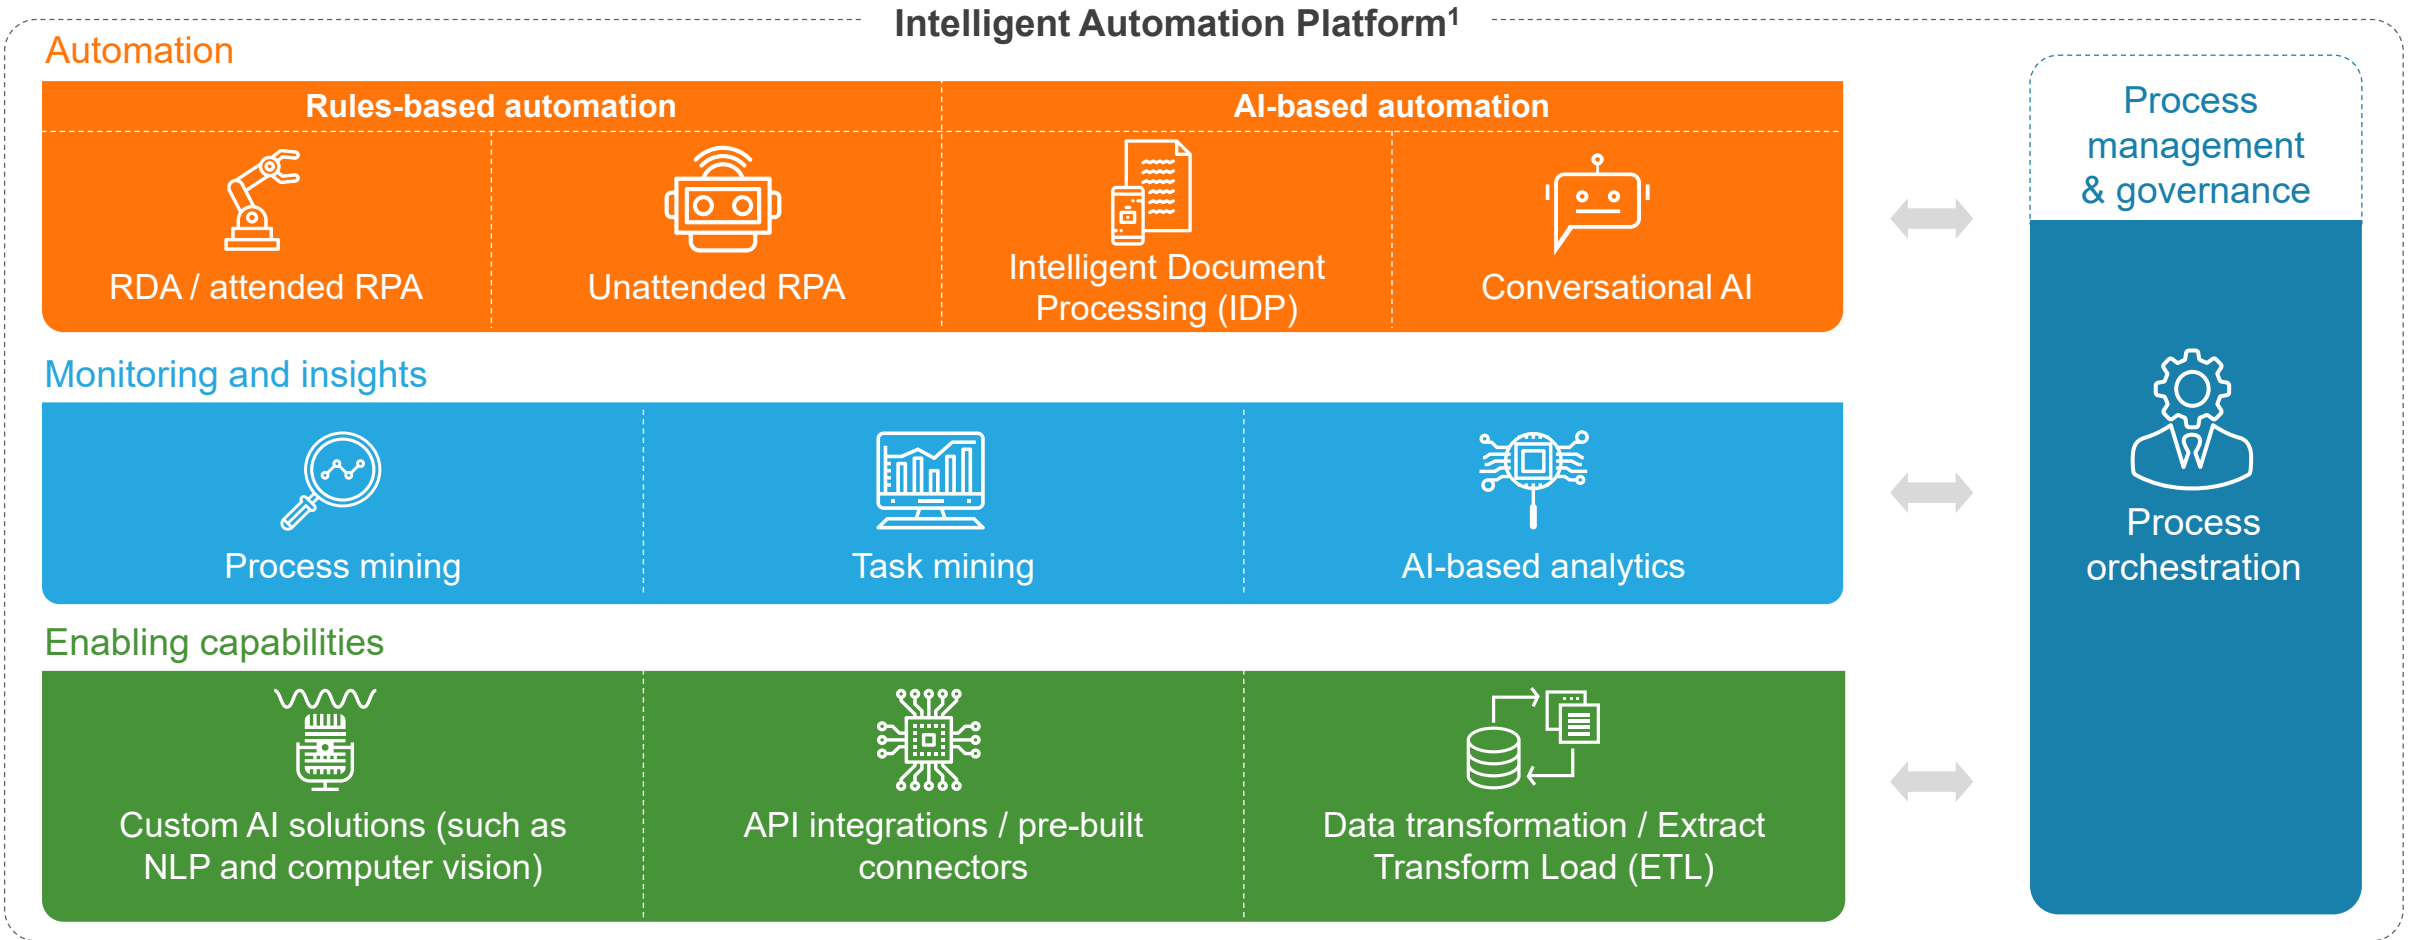 Intelligent Automation Platform¹
Automation
Rules-based automation
AI-based automation
RDA / attended RPA
Unattended RPA
Intelligent Document
Processing (IDP)
Conversational AI
Monitoring and insights
Process mining
Task mining
AI-based analytics
Enabling capabilities
Custom AI solutions (such as
NLP and computer vision)
API integrations / pre-built
connectors
Data transformation / Extract
Transform Load (ETL)
Process
management
& governance
Process
orchestration